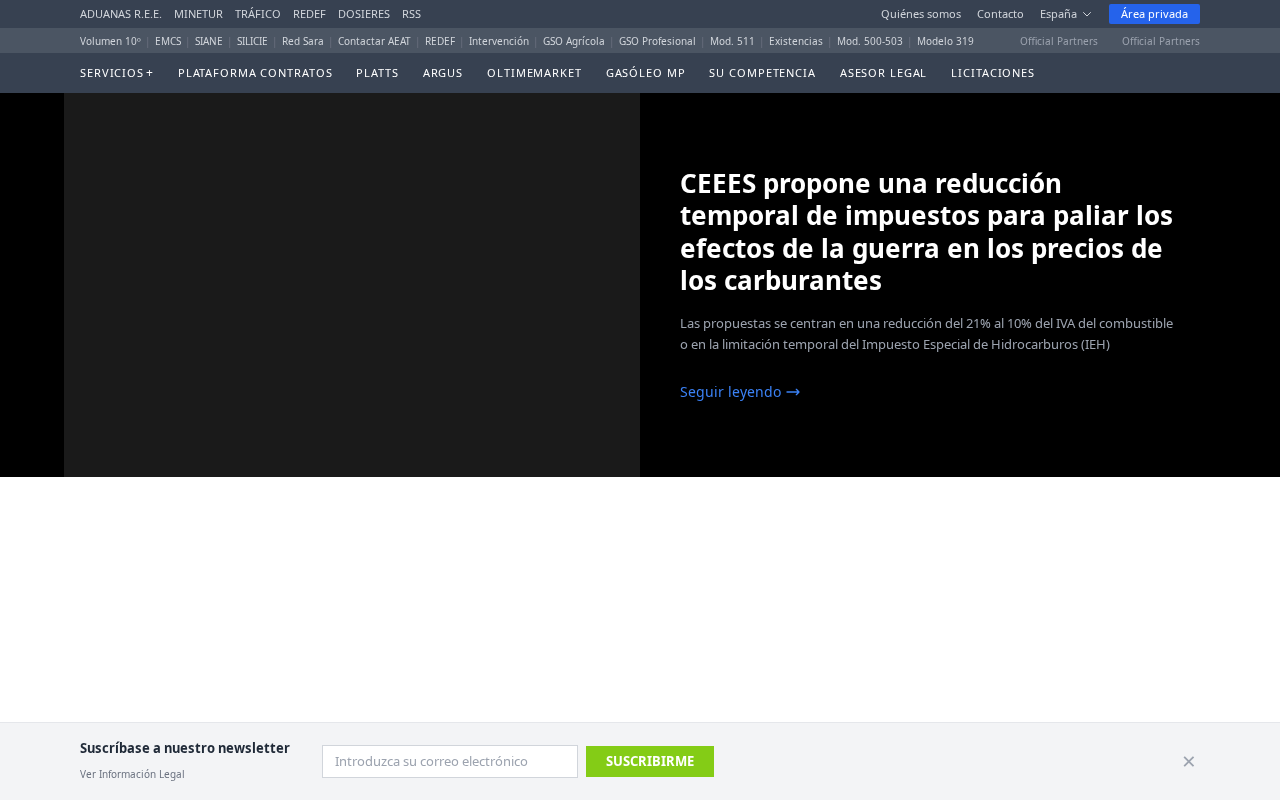 ADUANAS R.E.E. MINETUR TRÁFICO REDEF DOSIERES RSS Quiénes somos Contacto España Área privada
Volumen 10º | EMCS | SIANE | SILICIE | Red Sara | Contactar AEAT | REDEF | Intervención | GSO Agrícola | GSO Profesional | Mod. 511 | Existencias | Mod. 500-503 | Modelo 319 Official Partners Official Partners
SERVICIOS + PLATAFORMA CONTRATOS PLATTS ARGUS OLTIMEMARKET GASÓLEO MP SU COMPETENCIA ASESOR LEGAL LICITACIONES
CEEES propone una reducción
temporal de impuestos para paliar los
efectos de la guerra en los precios de
los carburantes
Las propuestas se centran en una reducción del 21% al 10% del IVA del combustible
o en la limitación temporal del Impuesto Especial de Hidrocarburos (IEH)
Seguir leyendo →
Suscríbase a nuestro newsletter
Ver Información Legal
Introduzca su correo electrónico
SUSCRIBIRME
✕